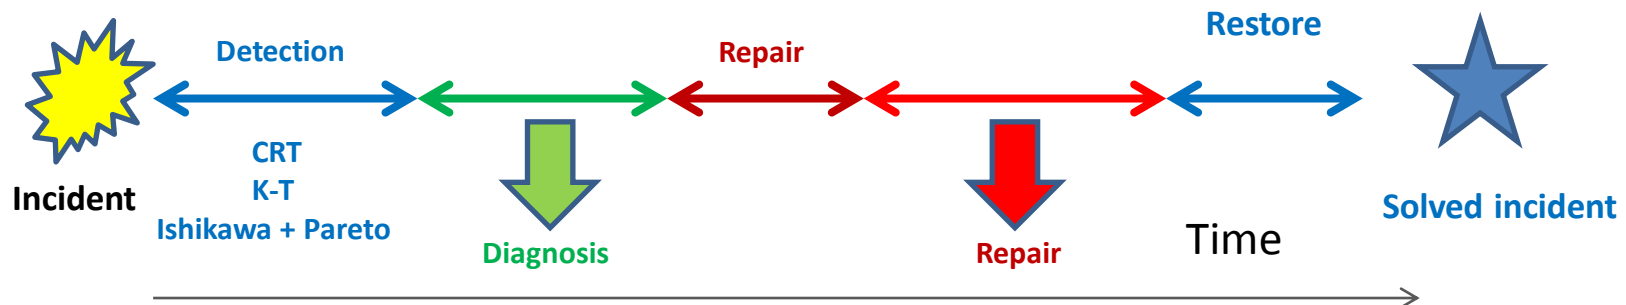 Incident
Detection
CRT
K-T
Ishikawa + Pareto
Diagnosis
Repair
Repair
Restore
Time
Solved incident